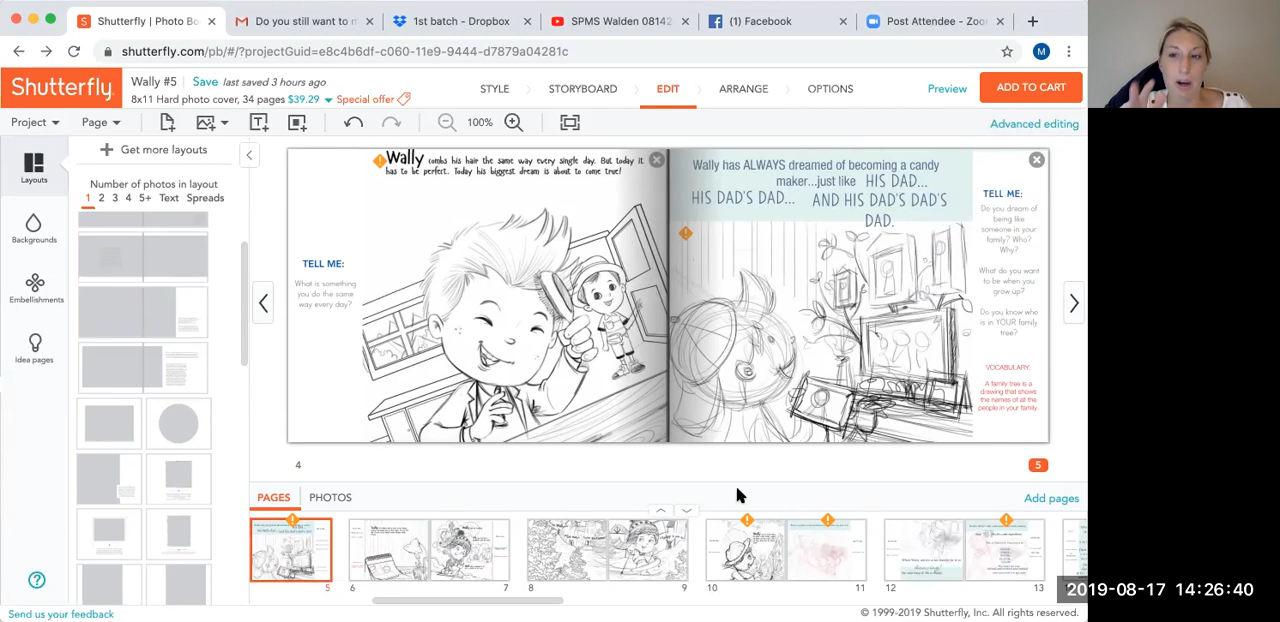 Shutterfly | Photo Bo
Do you still want to m
1st batch - Dropbox
SPMS Walden 08142
(1) Facebook
Post Attendee - Zoo
shutterfly.com/pb/#/?projectGuid=e8c4b6df-c060-11e9-9444-d7879a04281c
M
Shutterfly
Wally #5 Save last saved 3 hours ago
8x11 Hard photo cover, 34 pages $39.29 Special offer
STYLE STORYBOARD EDIT ARRANGE OPTIONS
Preview
ADD TO CART
Project Page
100%
Advanced editing
Layouts
Backgrounds
Embellishments
Idea pages
Get more layouts
Number of photos in layout
1 2 3 4 5+ Text Spreads
Wally combs his hair the same way every single day. But today it
has to be perfect. Today his biggest dream is about to come true!
TELL ME:
What is something
you do the same
way every day?
Wally has ALWAYS dreamed of becoming a candy
maker...just like HIS DAD...
HIS DAD'S DAD... AND HIS DAD'S DAD'S
DAD.
TELL ME:
Do you dream of
being like
someone in your
family? Who?
Why?
What do you want
to be when you
grow up?
Do you know who
is in YOUR family
tree?
VOCABULARY:
A family tree is a
drawing that shows
the names of all the
people in your family.
4
5
PAGES PHOTOS
Add pages
5 6 7 8 9 10 11 12 13
2019-08-17 14:26:40
Send us your feedback
© 1999-2019 Shutterfly, Inc. All rights reserved.